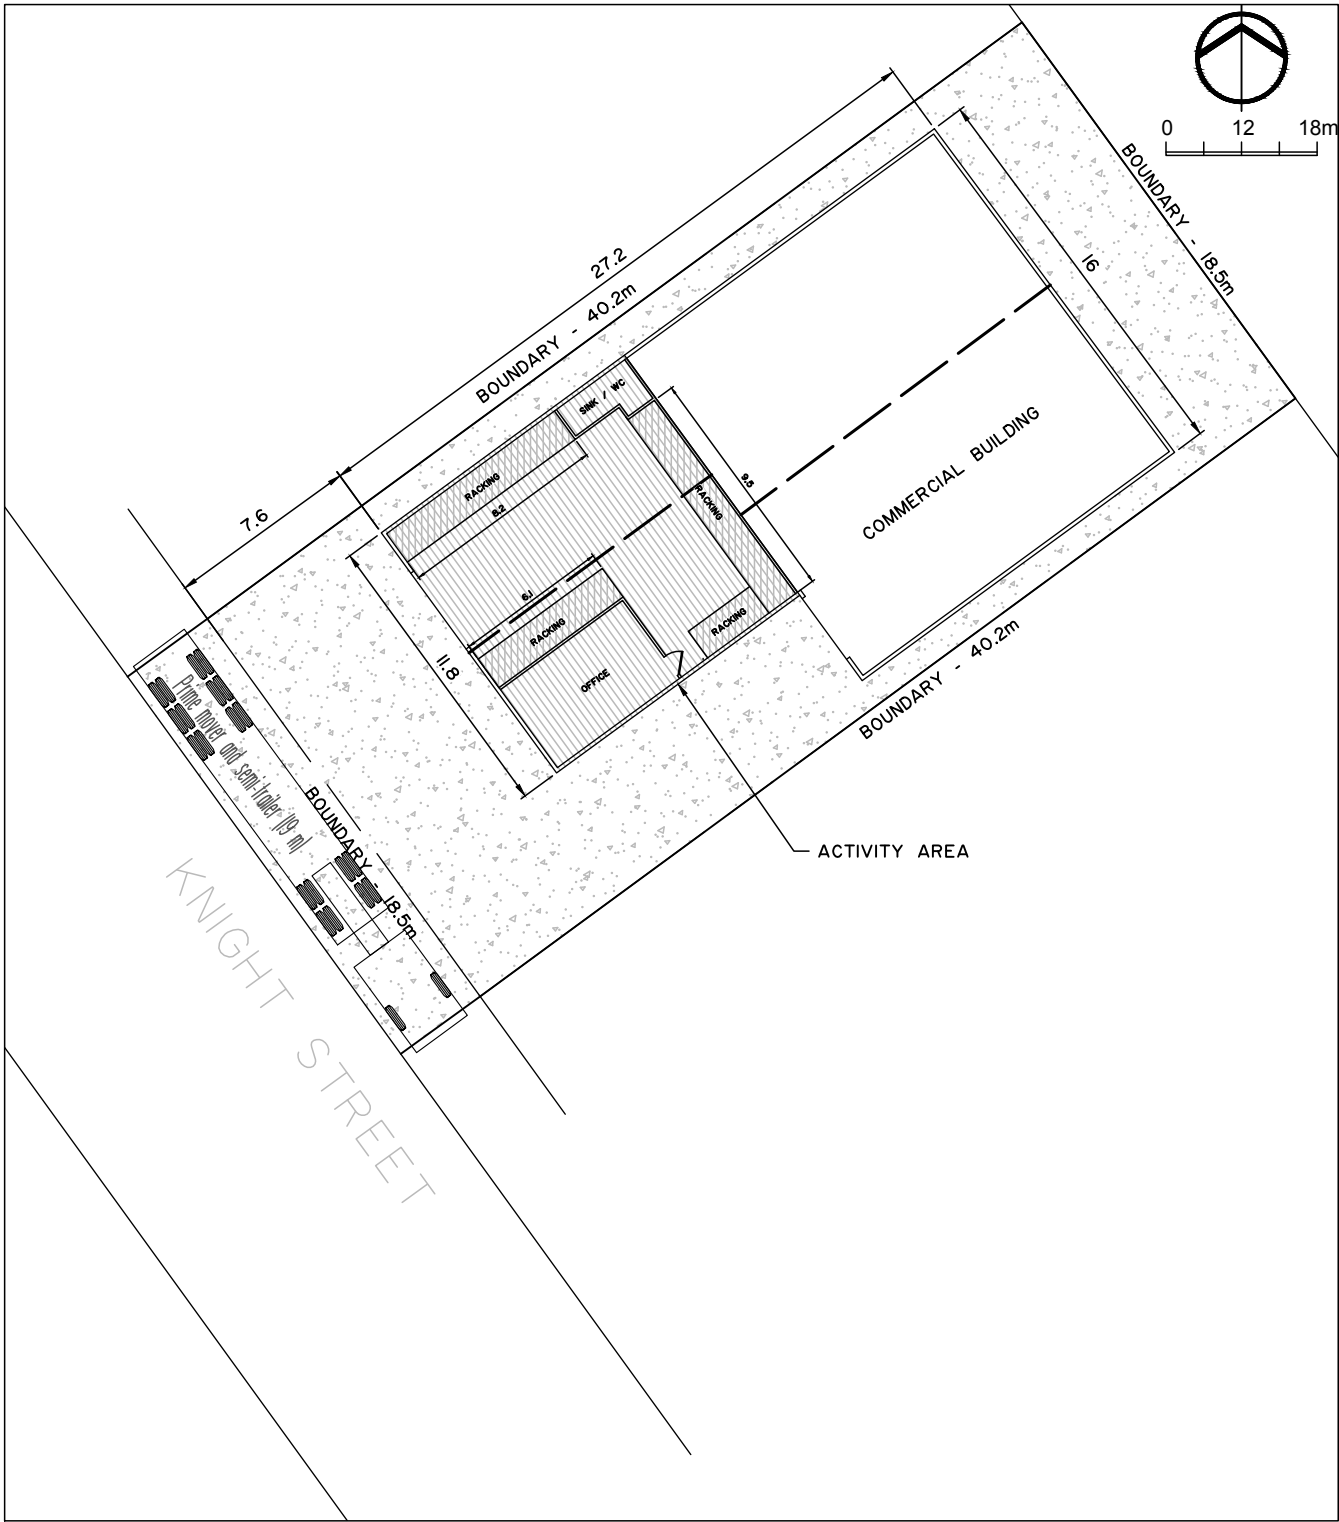 0 12 18m
BOUNDARY - 18.5m
27.2
BOUNDARY - 40.2m
16
SINK / WC
RACKING
8.2
9.5
RACKING
COMMERCIAL BUILDING
7.6
6.1
RACKING
RACKING
11.8
OFFICE
BOUNDARY - 40.2m
Prime mover and semi-trailer (19 m)
BOUNDARY - 18.5m
ACTIVITY AREA
KNIGHT STREET